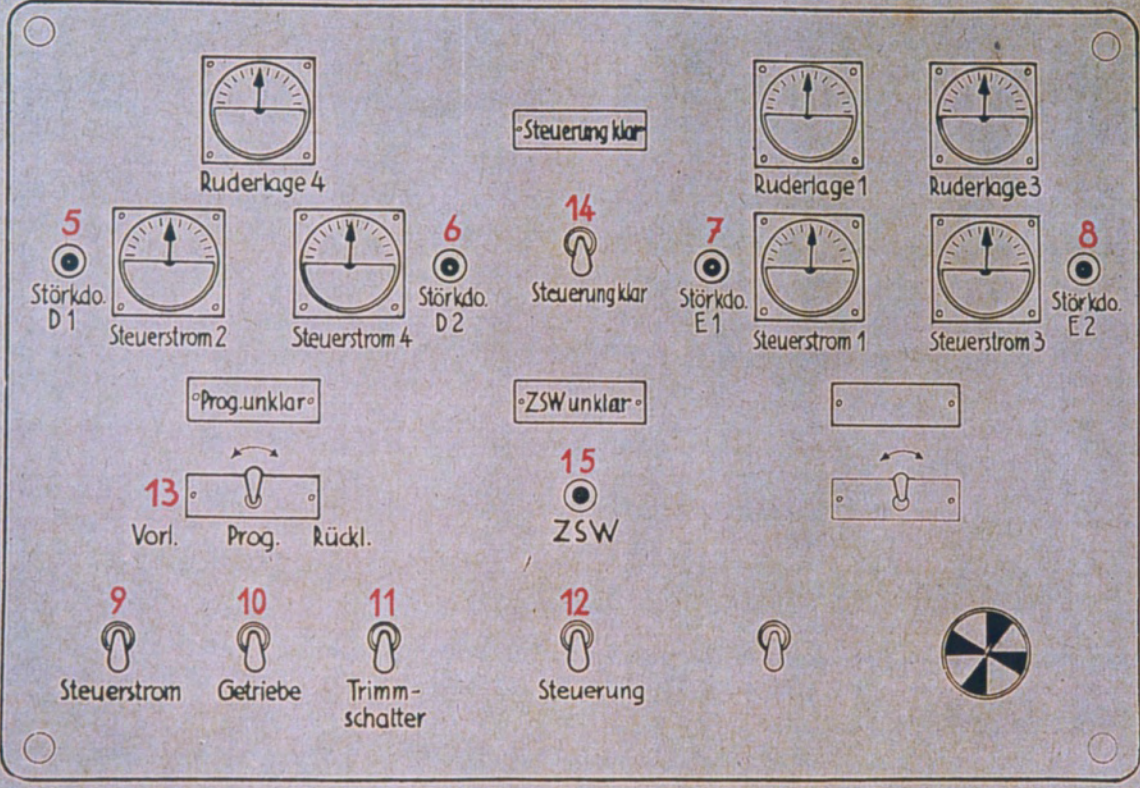 Steuerung klar
Ruderlage 4
Ruderlage 1
Ruderlage 3
5
6
14
7
8
Störkdo.
D 1
Steuerstrom 2
Steuerstrom 4
Störkdo.
D 2
Steuerung klar
Störkdo.
E 1
Steuerstrom 1
Steuerstrom 3
Störkdo.
E 2
Prog. unklar
ZSW unklar
13
15
Vorl.
Prog.
Rückl.
ZSW
9
10
11
12
Steuerstrom
Getriebe
Trimm-
schalter
Steuerung